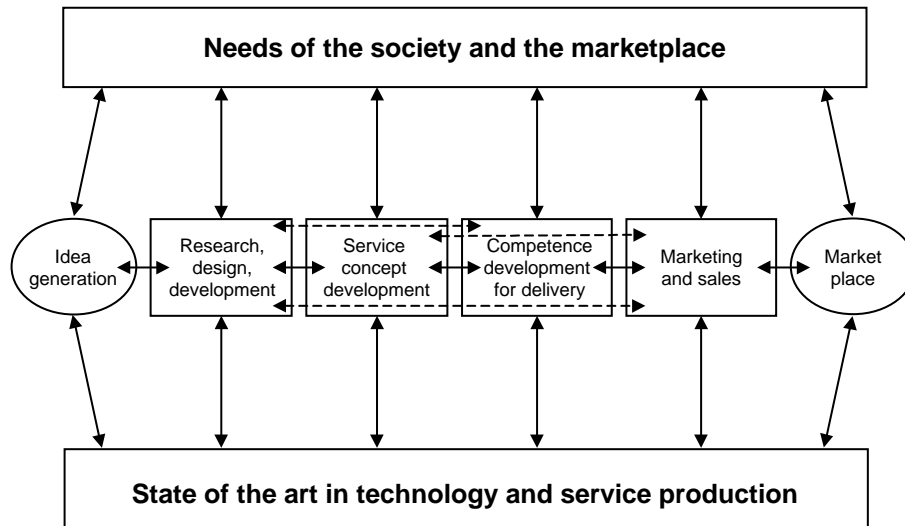 Needs of the society and the marketplace
Idea
generation
Research,
design,
development
Service
concept
development
Competence
development
for delivery
Marketing
and sales
Market
place
State of the art in technology and service production